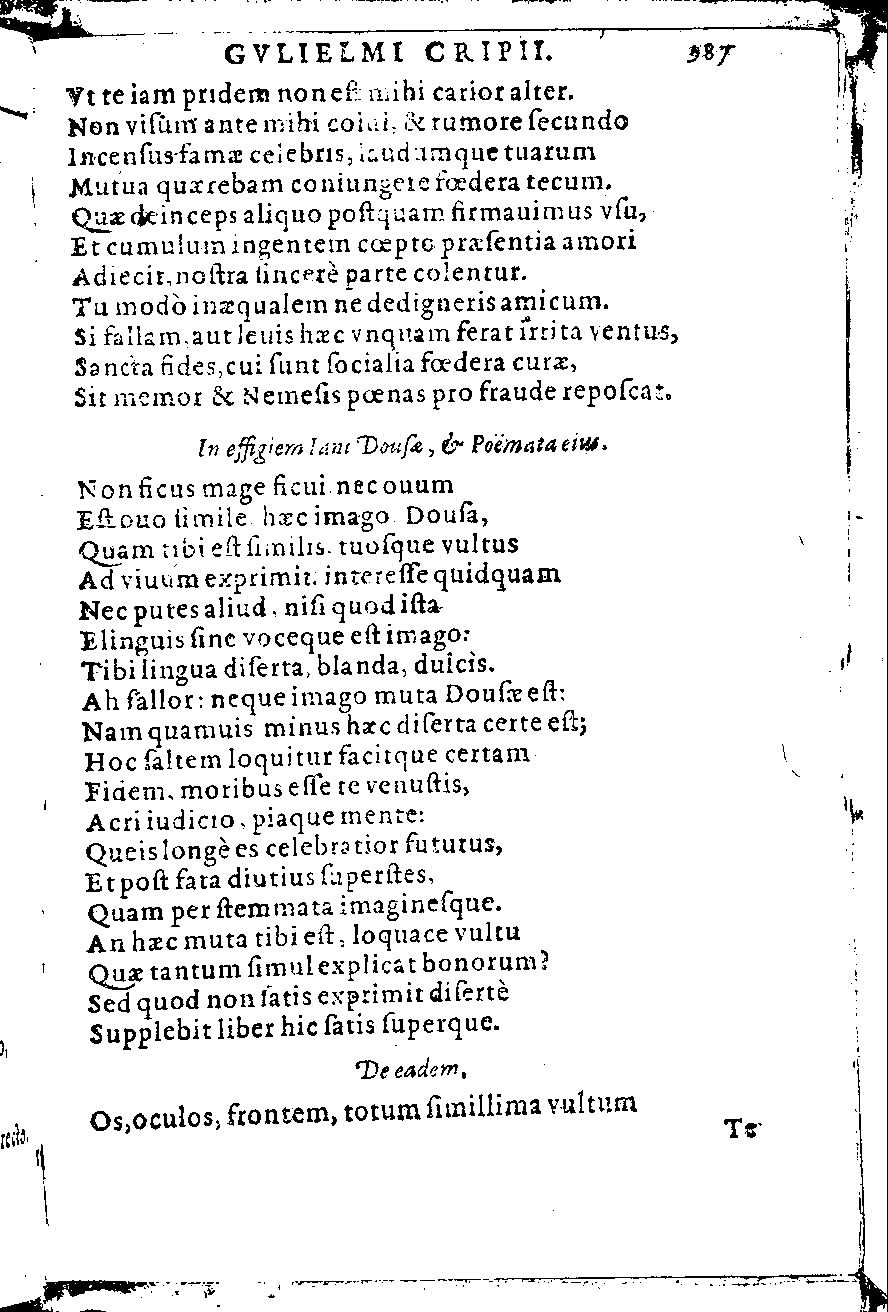 GVLIELMI CRIPII. 987
Vt te iam pridem non est mihi carior alter.
Non visum ante mihi colui, & rumore secundo
Incensus famæ celebris, laudumque tuarum
Mutua quærebam coniungere fœdera tecum.
Quæ deinceps aliquo postquam firmauimus vsu,
Et cumulum ingentem cœpto præsentia amori
Adiecit, nostra sincerè parte colentur.
Tu modò inæqualem ne dedigneris amicum.
Si fallam, aut leuis hæc vnquam ferat irrita ventus,
Sancta fides, cui sunt socialia fœdera curæ,
Sit memor & Nemesis pœnas pro fraude reposcat.
In effigiem Iani Dousæ, & Poëmata eius.
Non ficus mage ficui nec ouum
Est ouo simile hæc imago Dousa,
Quam tibi est similis, tuosque vultus
Ad viuum exprimit: interesse quidquam
Nec putes aliud, nisi quod ista
Elinguis sine voceque est imago:
Tibi lingua diserta, blanda, dulcis.
Ah fallor: neque imago muta Dousæ est:
Nam quamuis minus hæc diserta certe est;
Hoc saltem loquitur facitque certam
Fidem, moribus esse te venustis,
Acri iudicio, piaque mente:
Queis longè es celebratior futurus,
Et post fata diutius superstes,
Quam per stemmata imaginesque.
An hæc muta tibi est, loquace vultu
Quæ tantum simul explicat bonorum?
Sed quod non satis exprimit disertè
Supplebit liber hic satis superque.
De eadem.
Os, oculos, frontem, totum simillima vultum
Te